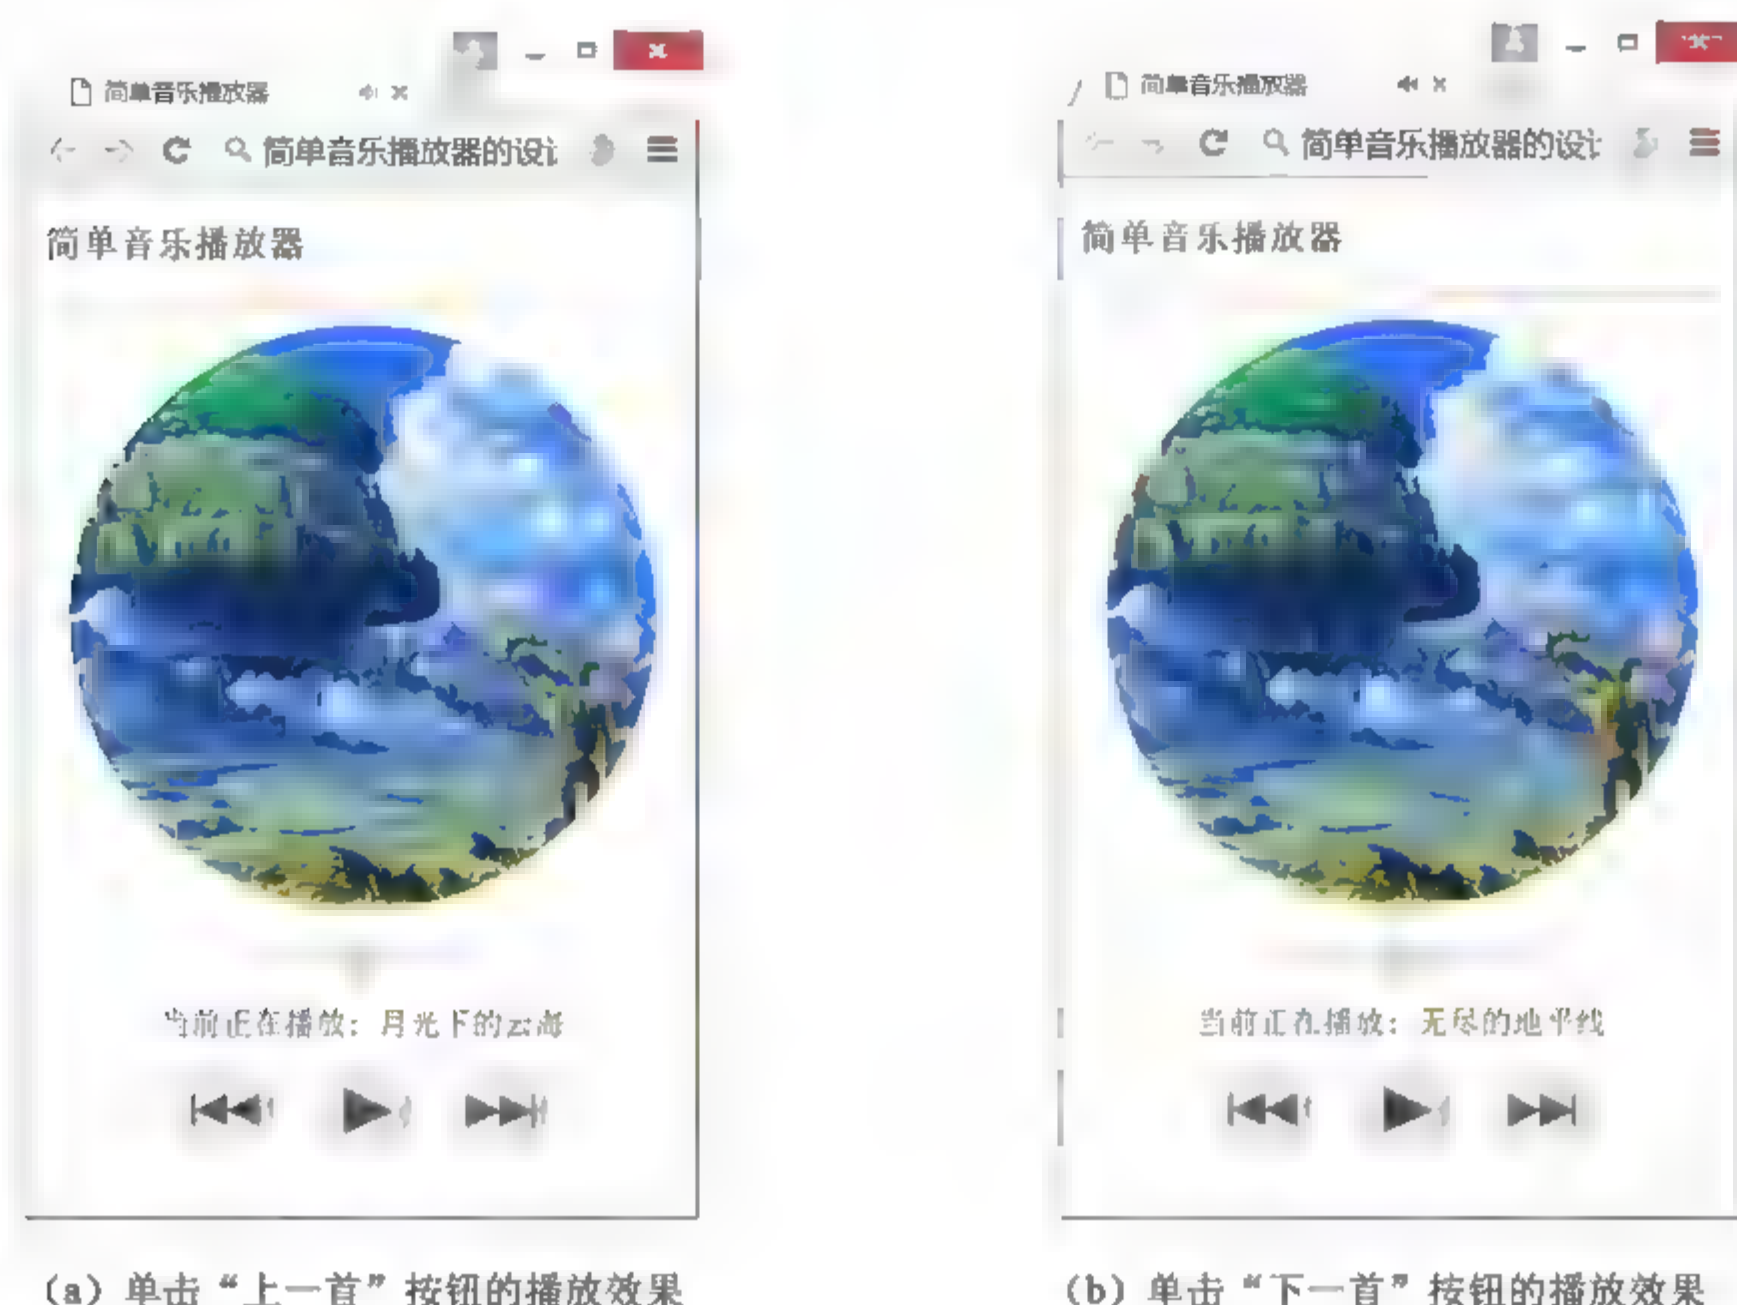 简单音乐播放器
简单音乐播放器的设计
简单音乐播放器
当前正在播放: 月光下的云海
(a) 单击“上一首”按钮的播放效果
简单音乐播放器
简单音乐播放器的设计
简单音乐播放器
当前正在播放: 无尽的地平线
(b) 单击“下一首”按钮的播放效果